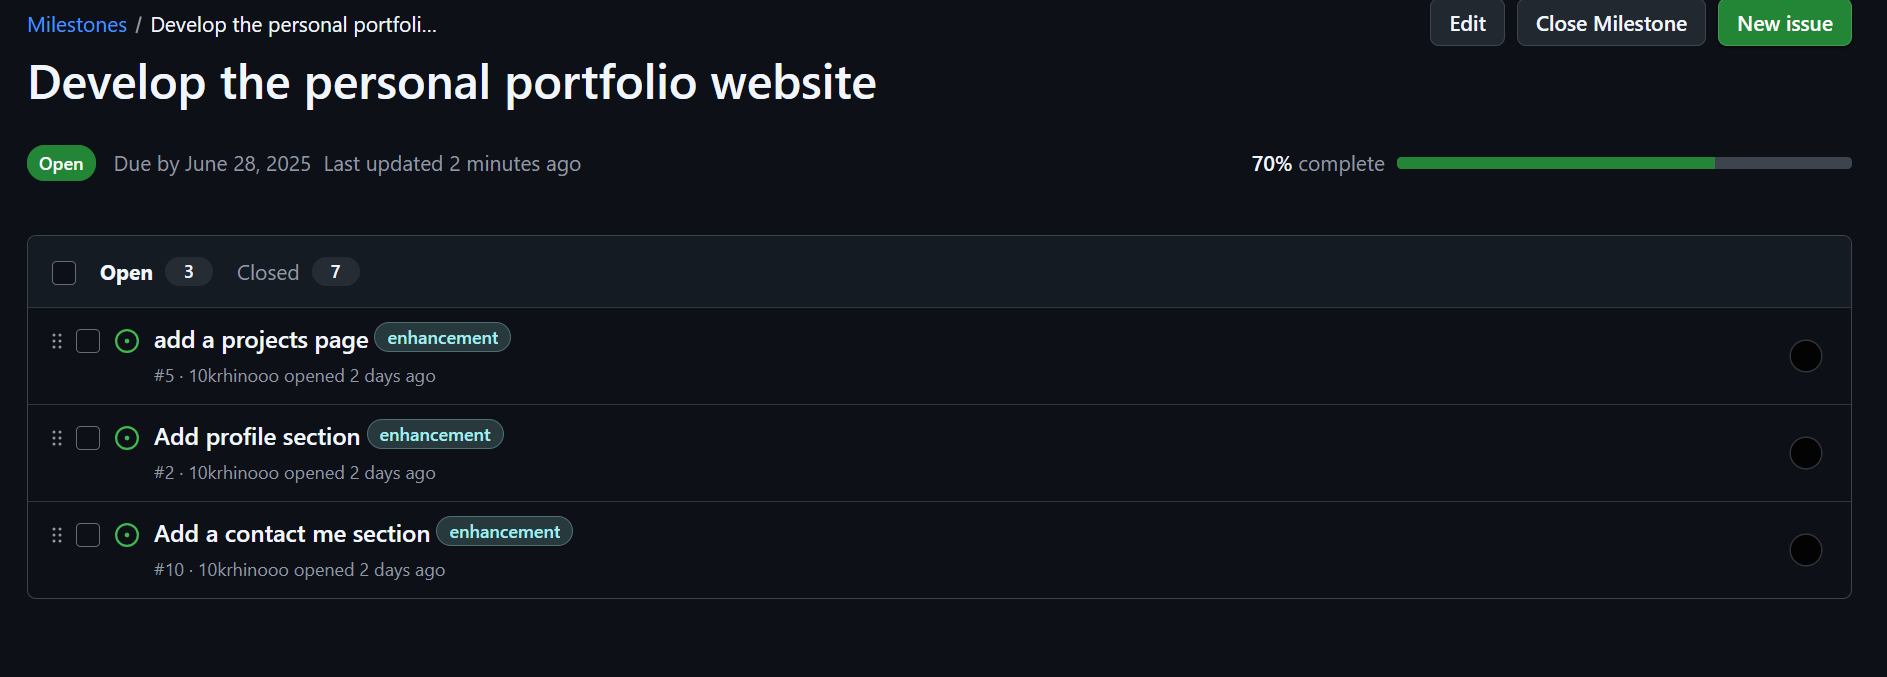 Milestones / Develop the personal portfoli...
Edit
Close Milestone
New issue
Develop the personal portfolio website
Open Due by June 28, 2025 Last updated 2 minutes ago
70% complete
Open 3 Closed 7
add a projects page enhancement
#5 · 10krhinooo opened 2 days ago
Add profile section enhancement
#2 · 10krhinooo opened 2 days ago
Add a contact me section enhancement
#10 · 10krhinooo opened 2 days ago